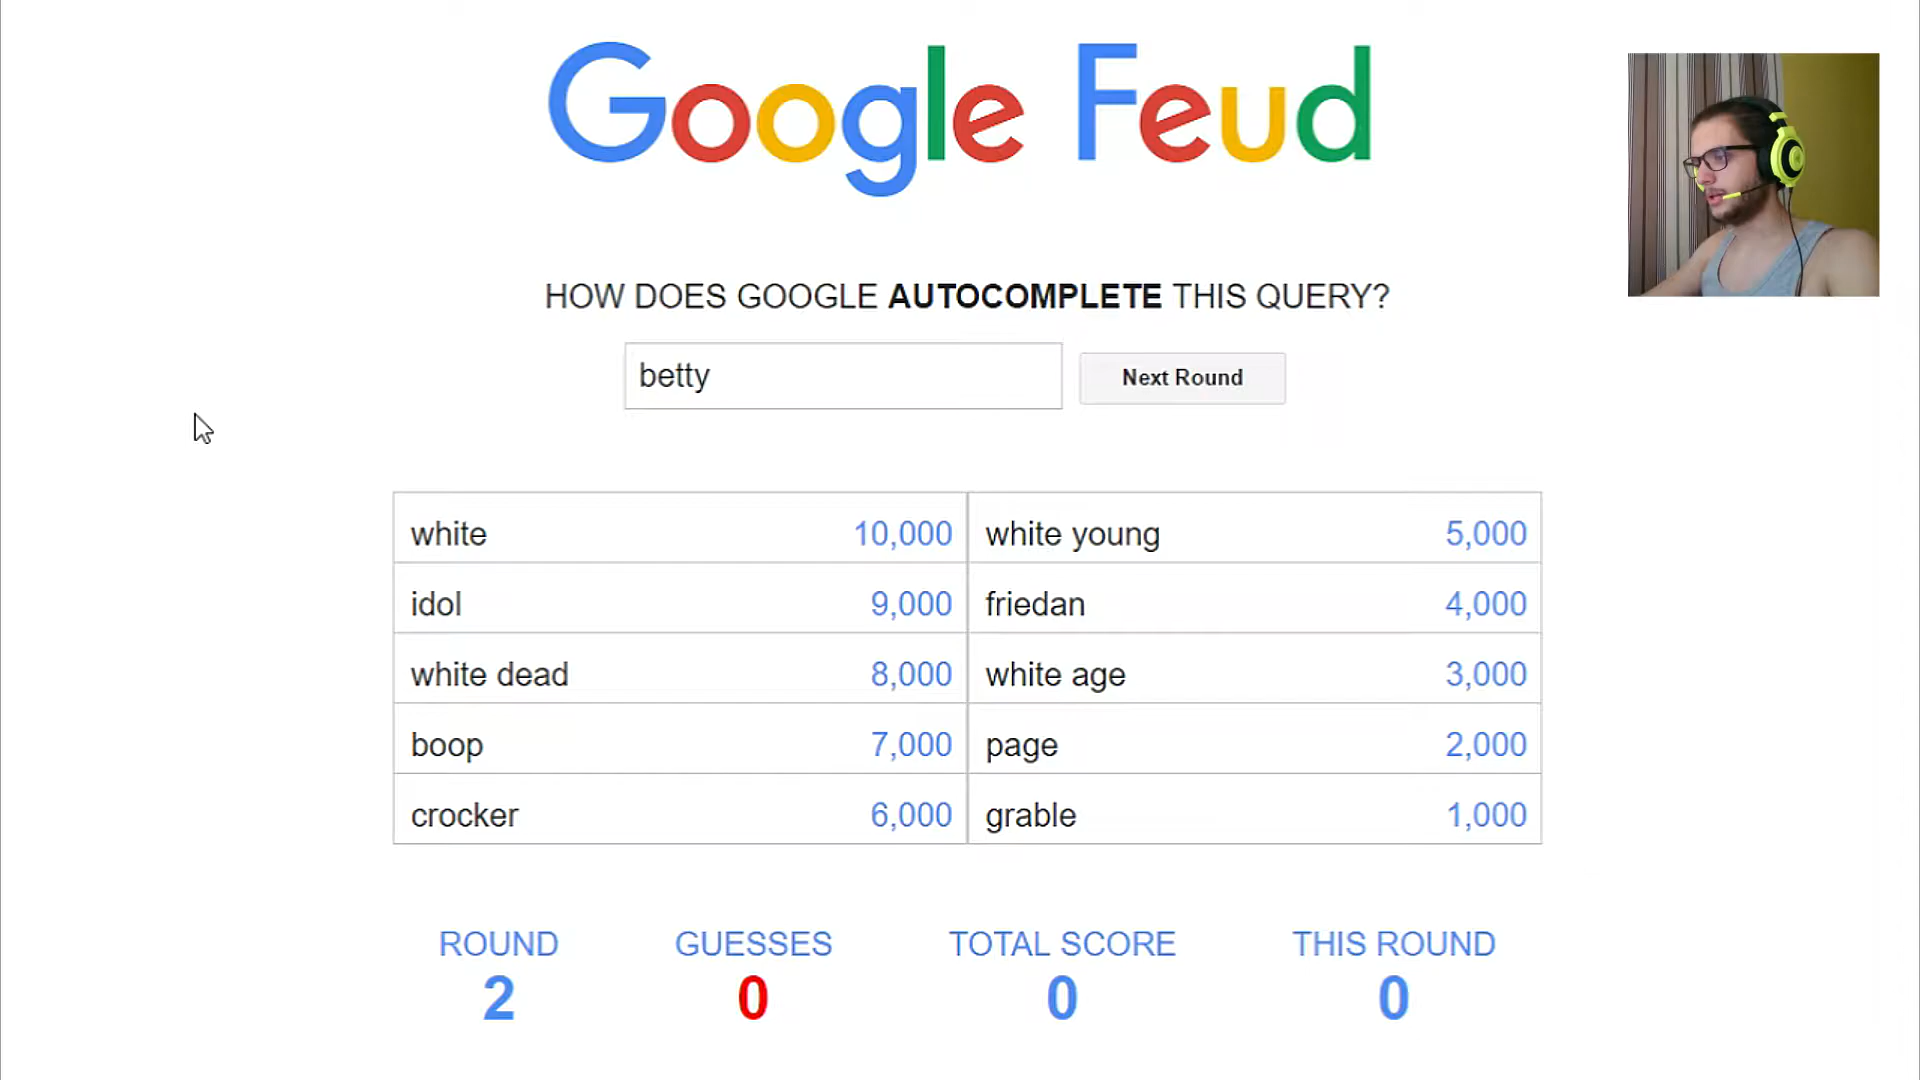 Google Feud
HOW DOES GOOGLE AUTOCOMPLETE THIS QUERY?
betty
Next Round
white 10,000
idol 9,000
white dead 8,000
boop 7,000
crocker 6,000
white young 5,000
friedan 4,000
white age 3,000
page 2,000
grable 1,000
ROUND GUESSES TOTAL SCORE THIS ROUND
2 0 0 0